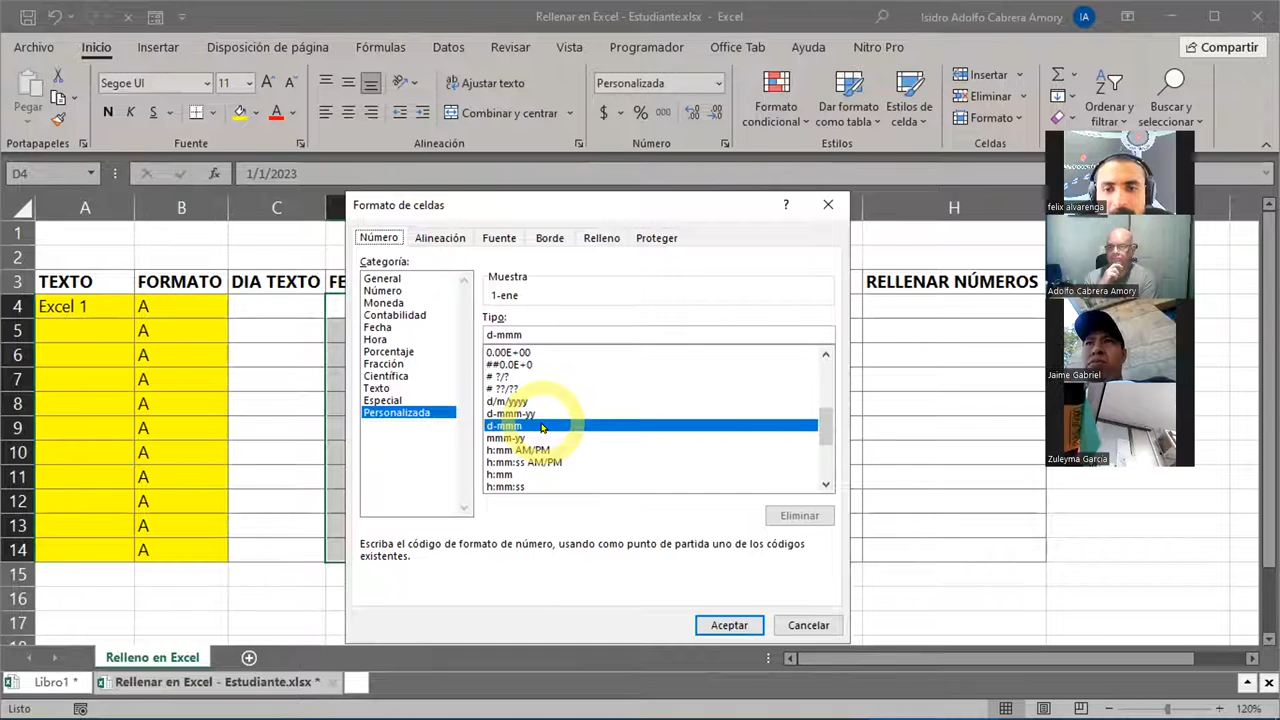 Rellenar en Excel - Estudiante.xlsx - Excel
Isidro Adolfo Cabrera Amory IA
Archivo Inicio Insertar Disposición de página Fórmulas Datos Revisar Vista Programador Office Tab Ayuda Nitro Pro Compartir
Pegar
Segoe UI 11
N K S
Ajustar texto
Combinar y centrar
Personalizada
$ % 000
Formato condicional
Dar formato como tabla
Estilos de celda
Insertar
Eliminar
Formato
Ordenar y filtrar
Buscar y seleccionar
Portapapeles Fuente Alineación Número Estilos Celdas
D4 fx 1/1/2023
A B C H
1
2
3 TEXTO FORMATO DIA TEXTO FE RELLENAR NÚMEROS
4 Excel 1 A
5 A
6 A
7 A
8 A
9 A
10 A
11 A
12 A
13 A
14 A
15
16
17
Formato de celdas ?
Número Alineación Fuente Borde Relleno Proteger
Categoría:
General
Número
Moneda
Contabilidad
Fecha
Hora
Porcentaje
Fracción
Científica
Texto
Especial
Personalizada
Muestra
1-ene
Tipo:
d-mmm
0.00E+00
##0.0E+0
# ?/?
# ??/??
d/m/yyyy
d-mmm-yy
d-mmm
mmm-yy
h:mm AM/PM
h:mm:ss AM/PM
h:mm
h:mm:ss
Eliminar
Escriba el código de formato de número, usando como punto de partida uno de los códigos
existentes.
Aceptar Cancelar
felix alvarenga
Adolfo Cabrera Amory
Jaime Gabriel
Zuleyma Garcia
Relleno en Excel
Libro1 * Rellenar en Excel - Estudiante.xlsx *
Listo 120%